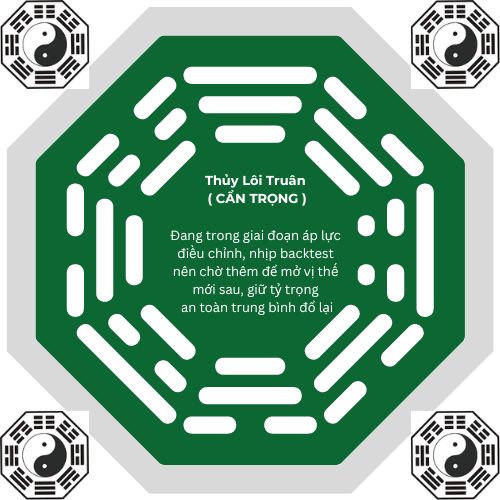 Thủy Lôi Truân
( CẨN TRỌNG )
Đang trong giai đoạn áp lực
điều chỉnh, nhịp backtest
nên chờ thêm để mở vị thế
mới sau, giữ tỷ trọng
an toàn trung bình đổ lại